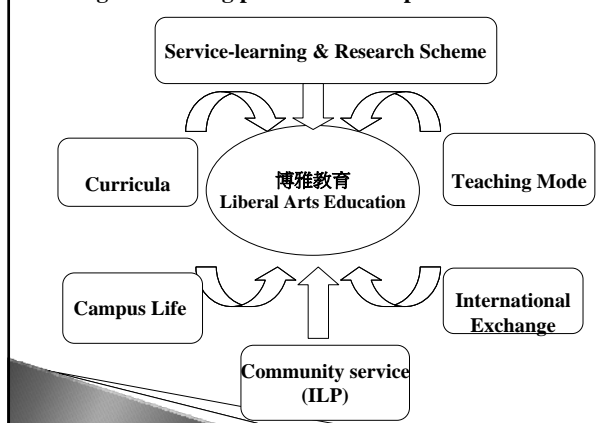 Service-learning & Research Scheme
Curricula
博雅教育
Liberal Arts Education
Teaching Mode
Campus Life
International
Exchange
Community service
(ILP)